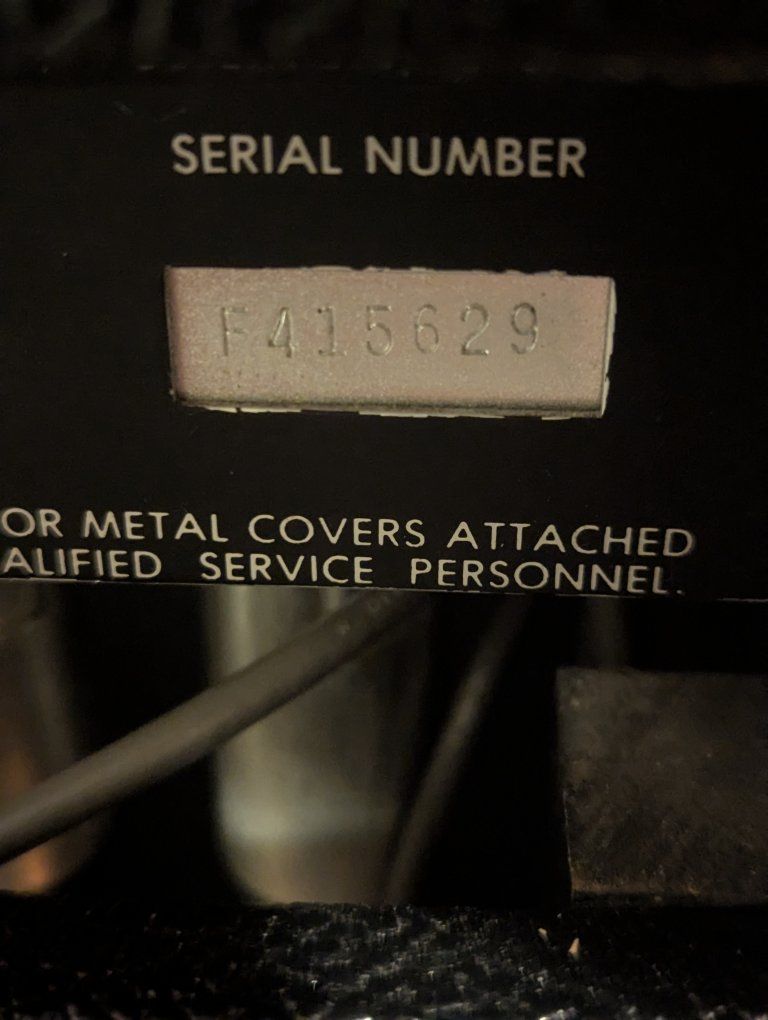 SERIAL NUMBER
F415629
OR METAL COVERS ATTACHED
ALIFIED SERVICE PERSONNEL.